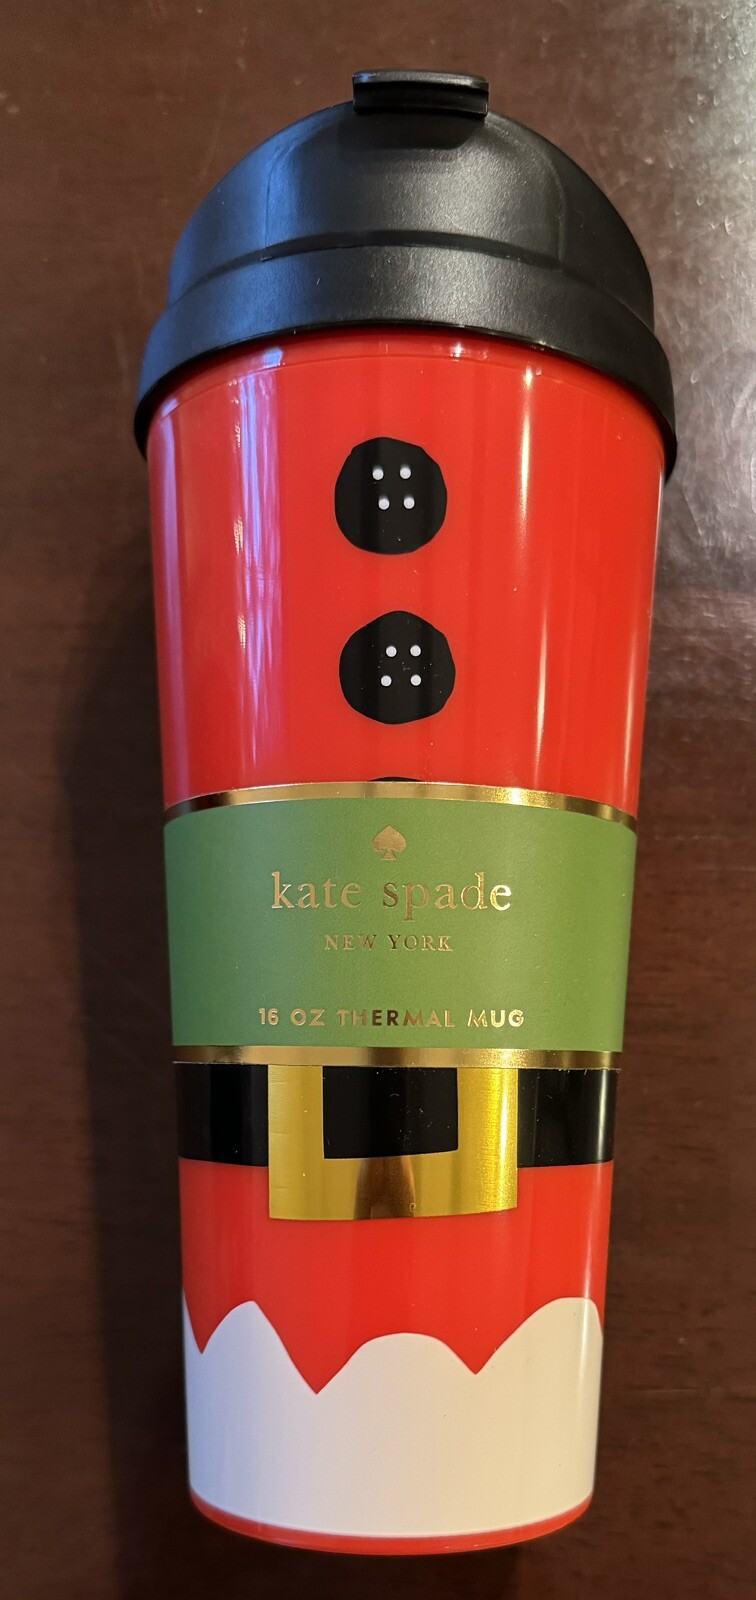 kate spade
NEW YORK
16 OZ THERMAL MUG